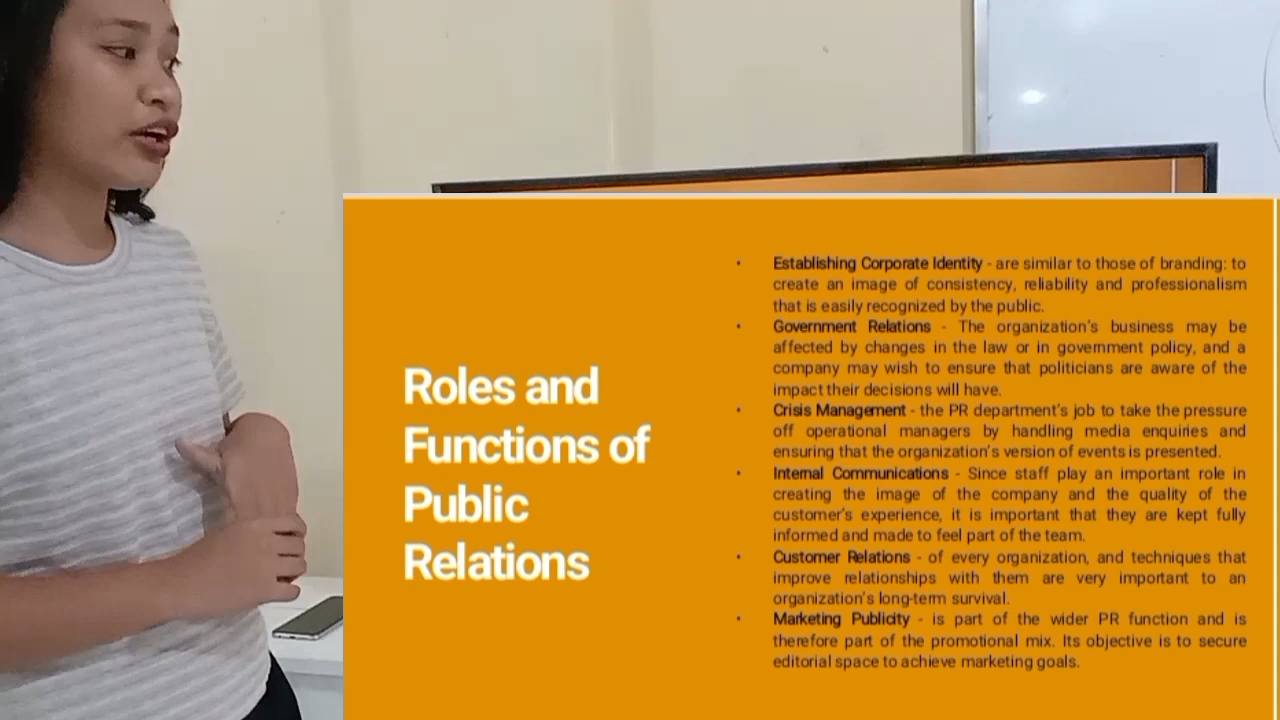 Roles and
Functions of
Public
Relations
• Establishing Corporate Identity - are similar to those of branding: to
create an image of consistency, reliability and professionalism
that is easily recognized by the public.
• Government Relations - The organization's business may be
affected by changes in the law or in government policy, and a
company may wish to ensure that politicians are aware of the
impact their decisions will have.
• Crisis Management - the PR department's job to take the pressure
off operational managers by handling media enquiries and
ensuring that the organization's version of events is presented.
• Internal Communications - Since staff play an important role in
creating the image of the company and the quality of the
customer's experience, it is important that they are kept fully
informed and made to feel part of the team.
• Customer Relations - of every organization, and techniques that
improve relationships with them are very important to an
organization's long-term survival.
• Marketing Publicity - is part of the wider PR function and is
therefore part of the promotional mix. Its objective is to secure
editorial space to achieve marketing goals.